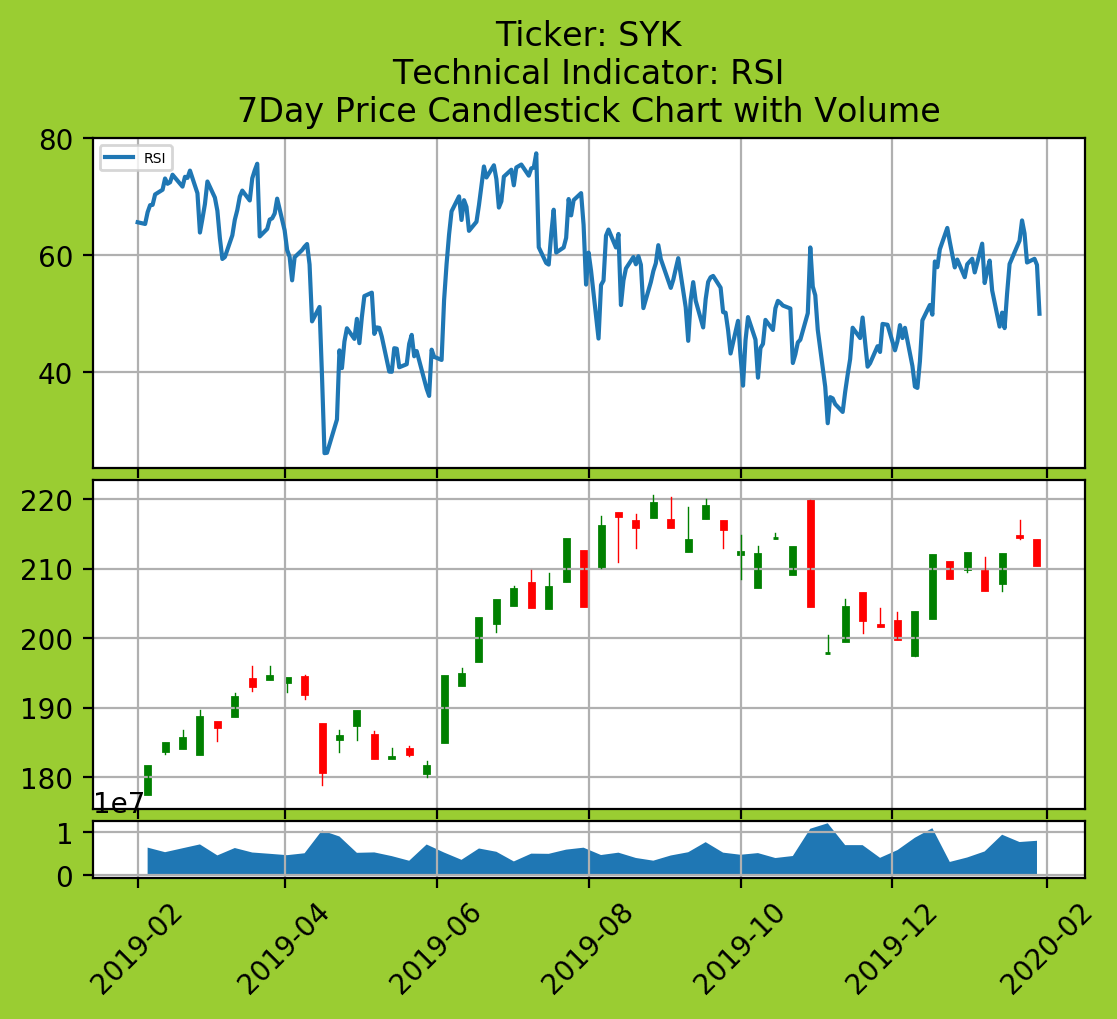 Ticker: SYK
Technical Indicator: RSI
7Day Price Candlestick Chart with Volume
80
RSI
60
40
220
210
200
190
180
1e7
1
0
2019-02 2019-04 2019-06 2019-08 2019-10 2019-12 2020-02